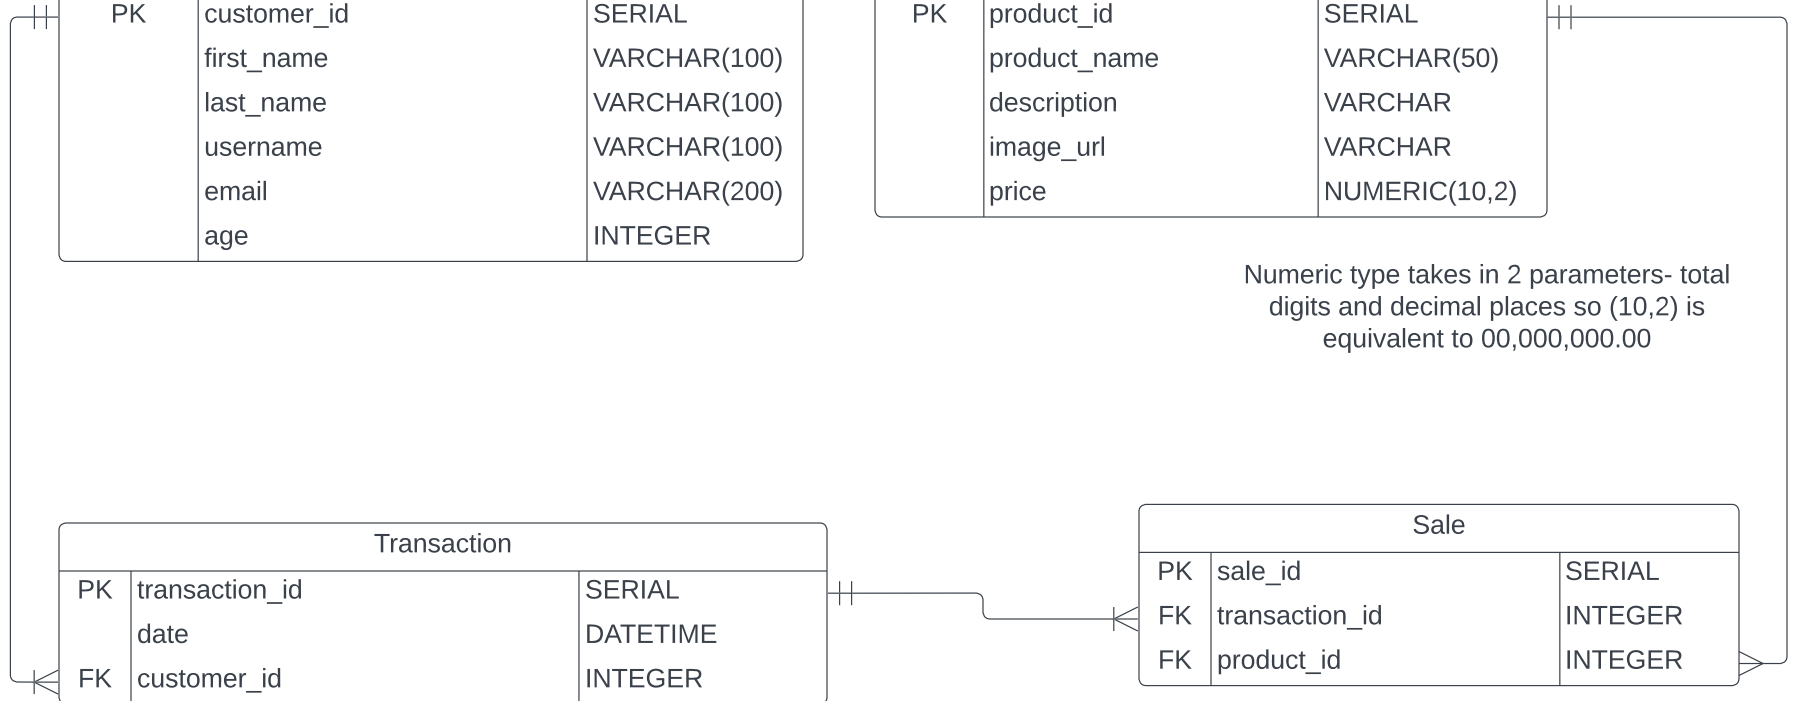 PK customer_id SERIAL
first_name VARCHAR(100)
last_name VARCHAR(100)
username VARCHAR(100)
email VARCHAR(200)
age INTEGER
PK product_id SERIAL
product_name VARCHAR(50)
description VARCHAR
image_url VARCHAR
price NUMERIC(10,2)
Numeric type takes in 2 parameters- total
digits and decimal places so (10,2) is
equivalent to 00,000,000.00
Transaction
PK transaction_id SERIAL
date DATETIME
FK customer_id INTEGER
Sale
PK sale_id SERIAL
FK transaction_id INTEGER
FK product_id INTEGER